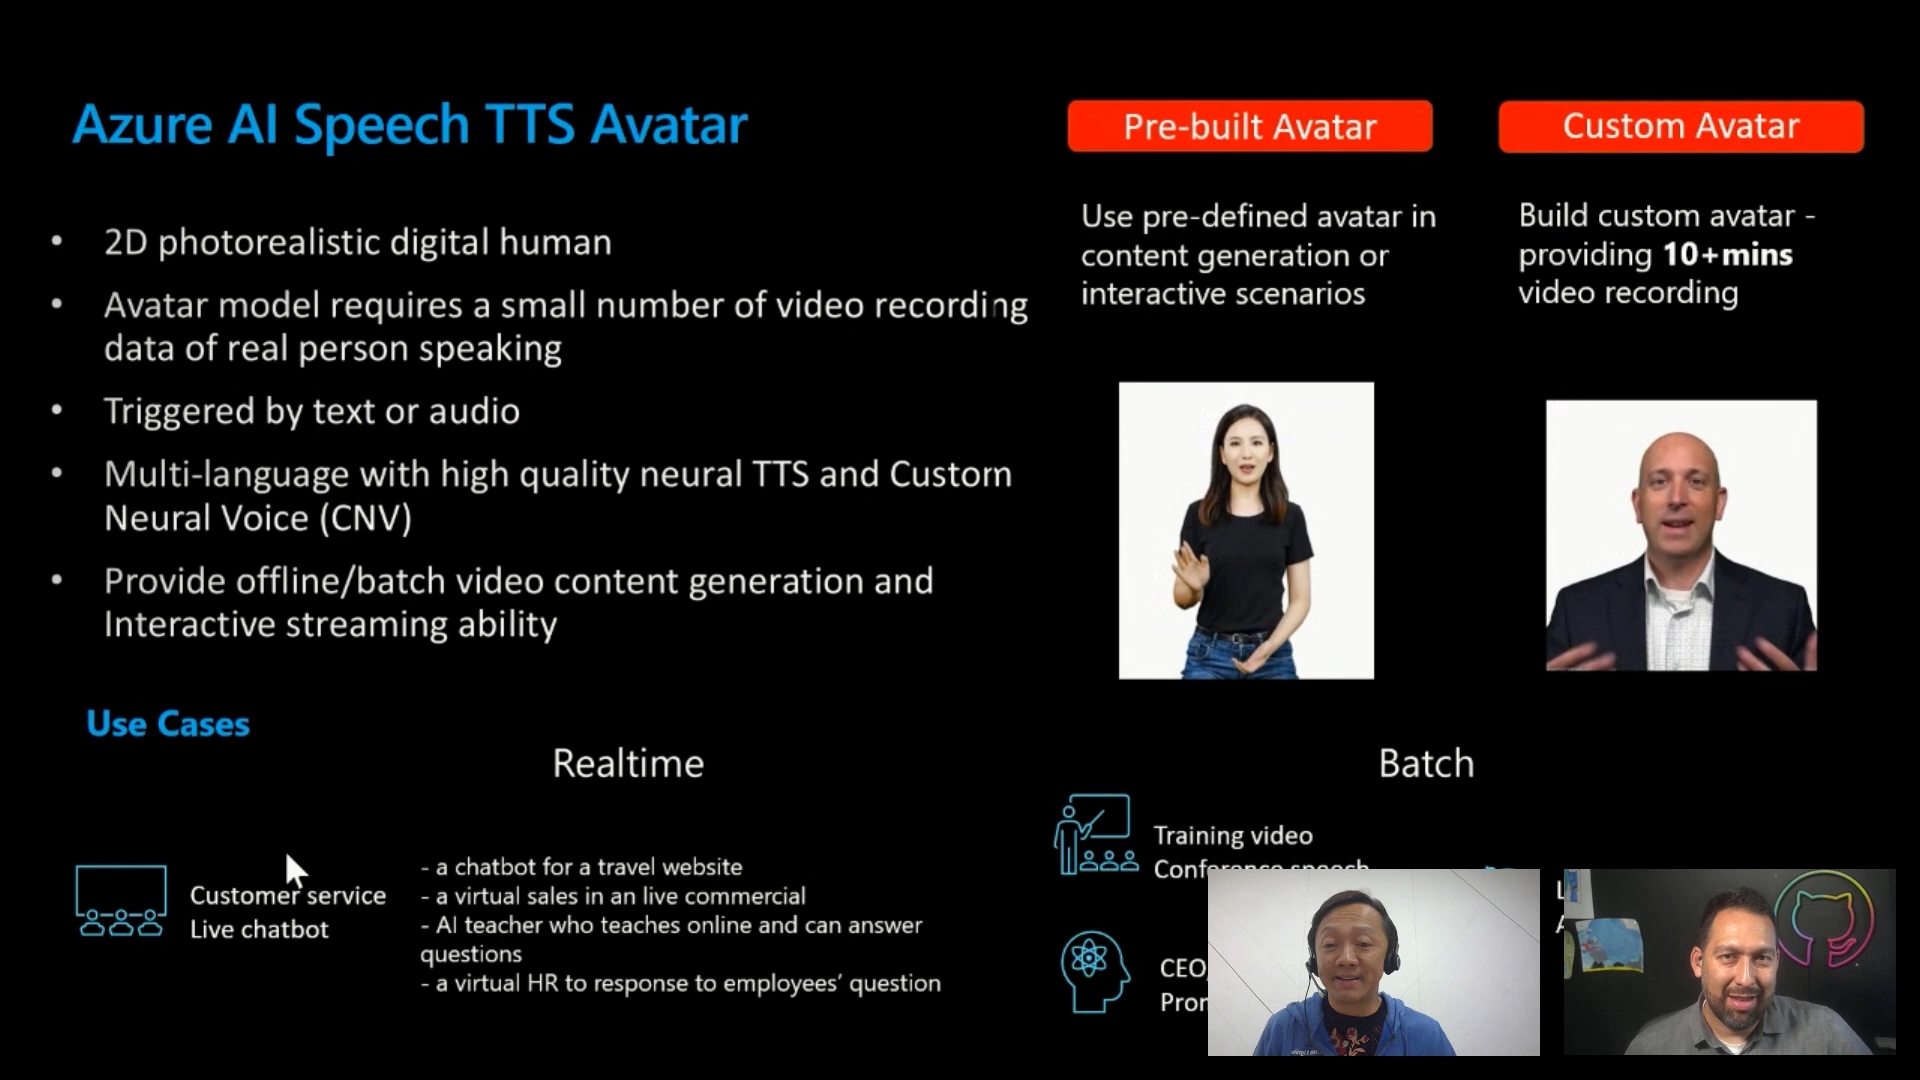 Azure AI Speech TTS Avatar
• 2D photorealistic digital human
• Avatar model requires a small number of video recording
data of real person speaking
• Triggered by text or audio
• Multi-language with high quality neural TTS and Custom
Neural Voice (CNV)
• Provide offline/batch video content generation and
Interactive streaming ability
Pre-built Avatar
Use pre-defined avatar in
content generation or
interactive scenarios
Custom Avatar
Build custom avatar -
providing 10+mins
video recording
Use Cases
Realtime
Customer service
Live chatbot
- a chatbot for a travel website
- a virtual sales in an live commercial
- AI teacher who teaches online and can answer
questions
- a virtual HR to response to employees’ question
Batch
Training video
Conference speech
CEO